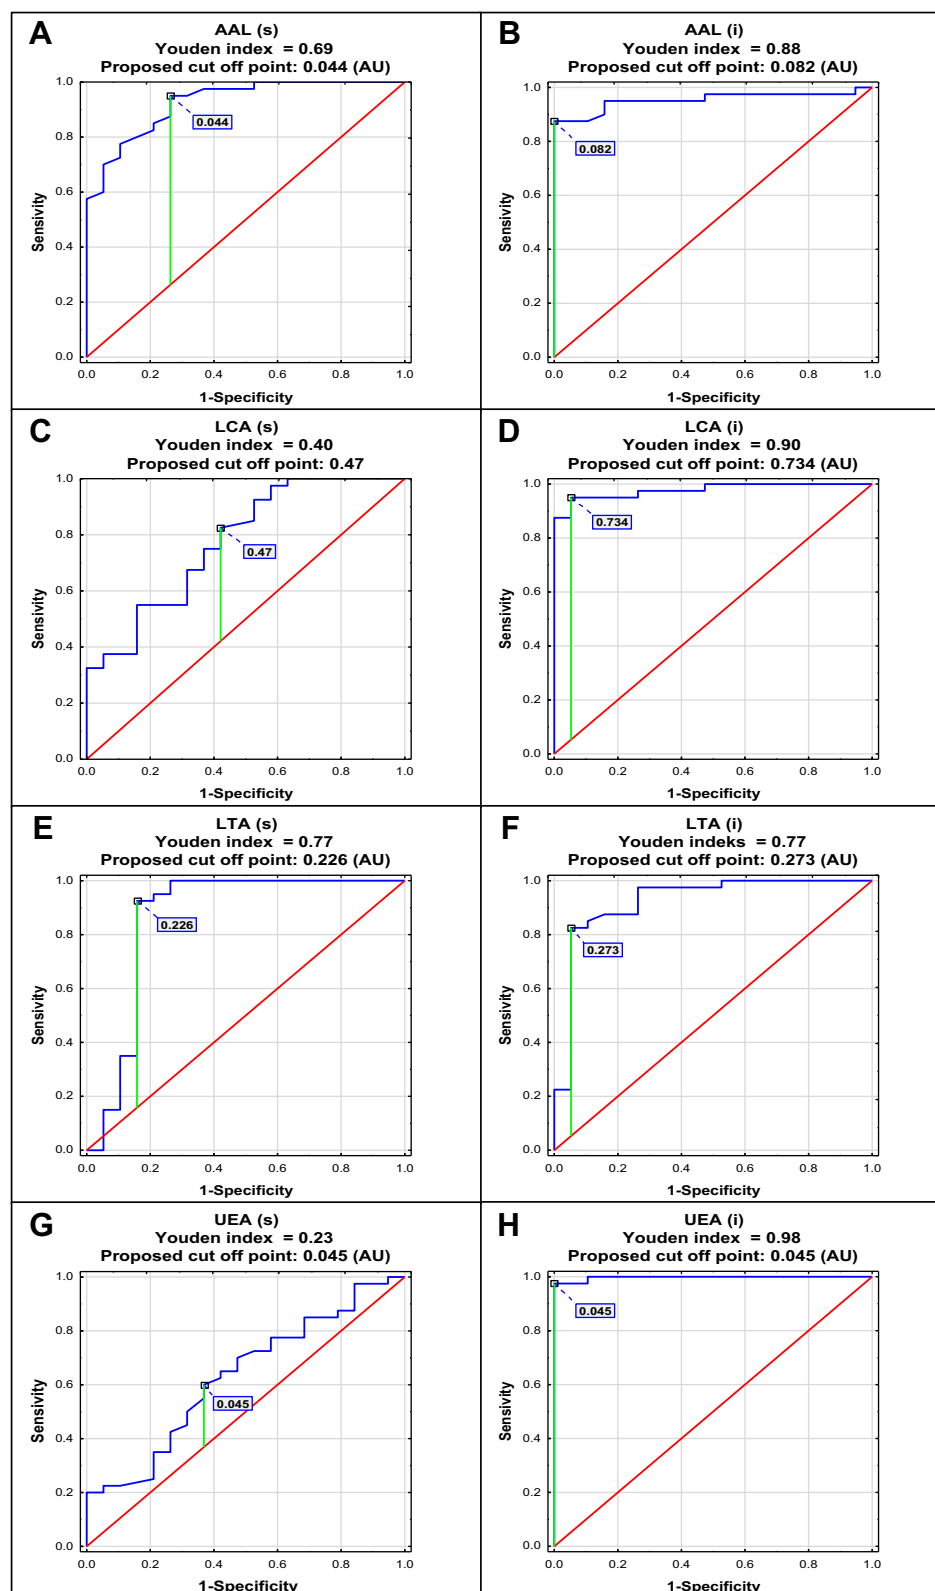 A
AAL (s)
Youden index = 0.69
Proposed cut off point: 0.044 (AU)
1.0
0.8
0.6
0.4
0.2
0.0
Sensivity
0.044
0.0 0.2 0.4 0.6 0.8 1.0
1-Specificity
B
AAL (i)
Youden index = 0.88
Proposed cut off point: 0.082 (AU)
1.0
0.8
0.6
0.4
0.2
0.0
Sensivity
0.082
0.0 0.2 0.4 0.6 0.8 1.0
1-Specificity
C
LCA (s)
Youden index = 0.40
Proposed cut off point: 0.47
1.0
0.8
0.6
0.4
0.2
0.0
Sensivity
0.47
0.0 0.2 0.4 0.6 0.8 1.0
1-Specificity
D
LCA (i)
Youden index = 0.90
Proposed cut off point: 0.734 (AU)
1.0
0.8
0.6
0.4
0.2
0.0
Sensivity
0.734
0.0 0.2 0.4 0.6 0.8 1.0
1-Specificity
E
LTA (s)
Youden index = 0.77
Proposed cut off point: 0.226 (AU)
1.0
0.8
0.6
0.4
0.2
0.0
Sensivity
0.226
0.0 0.2 0.4 0.6 0.8 1.0
1-Specificity
F
LTA (i)
Youden indeks = 0.77
Proposed cut off point: 0.273 (AU)
1.0
0.8
0.6
0.4
0.2
0.0
Sensivity
0.273
0.0 0.2 0.4 0.6 0.8 1.0
1-Specificity
G
UEA (s)
Youden index = 0.23
Proposed cut off point: 0.045 (AU)
1.0
0.8
0.6
0.4
0.2
0.0
Sensivity
0.045
0.0 0.2 0.4 0.6 0.8 1.0
1-Specificity
H
UEA (i)
Youden index = 0.98
Proposed cut off point: 0.045 (AU)
1.0
0.8
0.6
0.4
0.2
0.0
Sensivity
0.045
0.0 0.2 0.4 0.6 0.8 1.0
1-Specificity